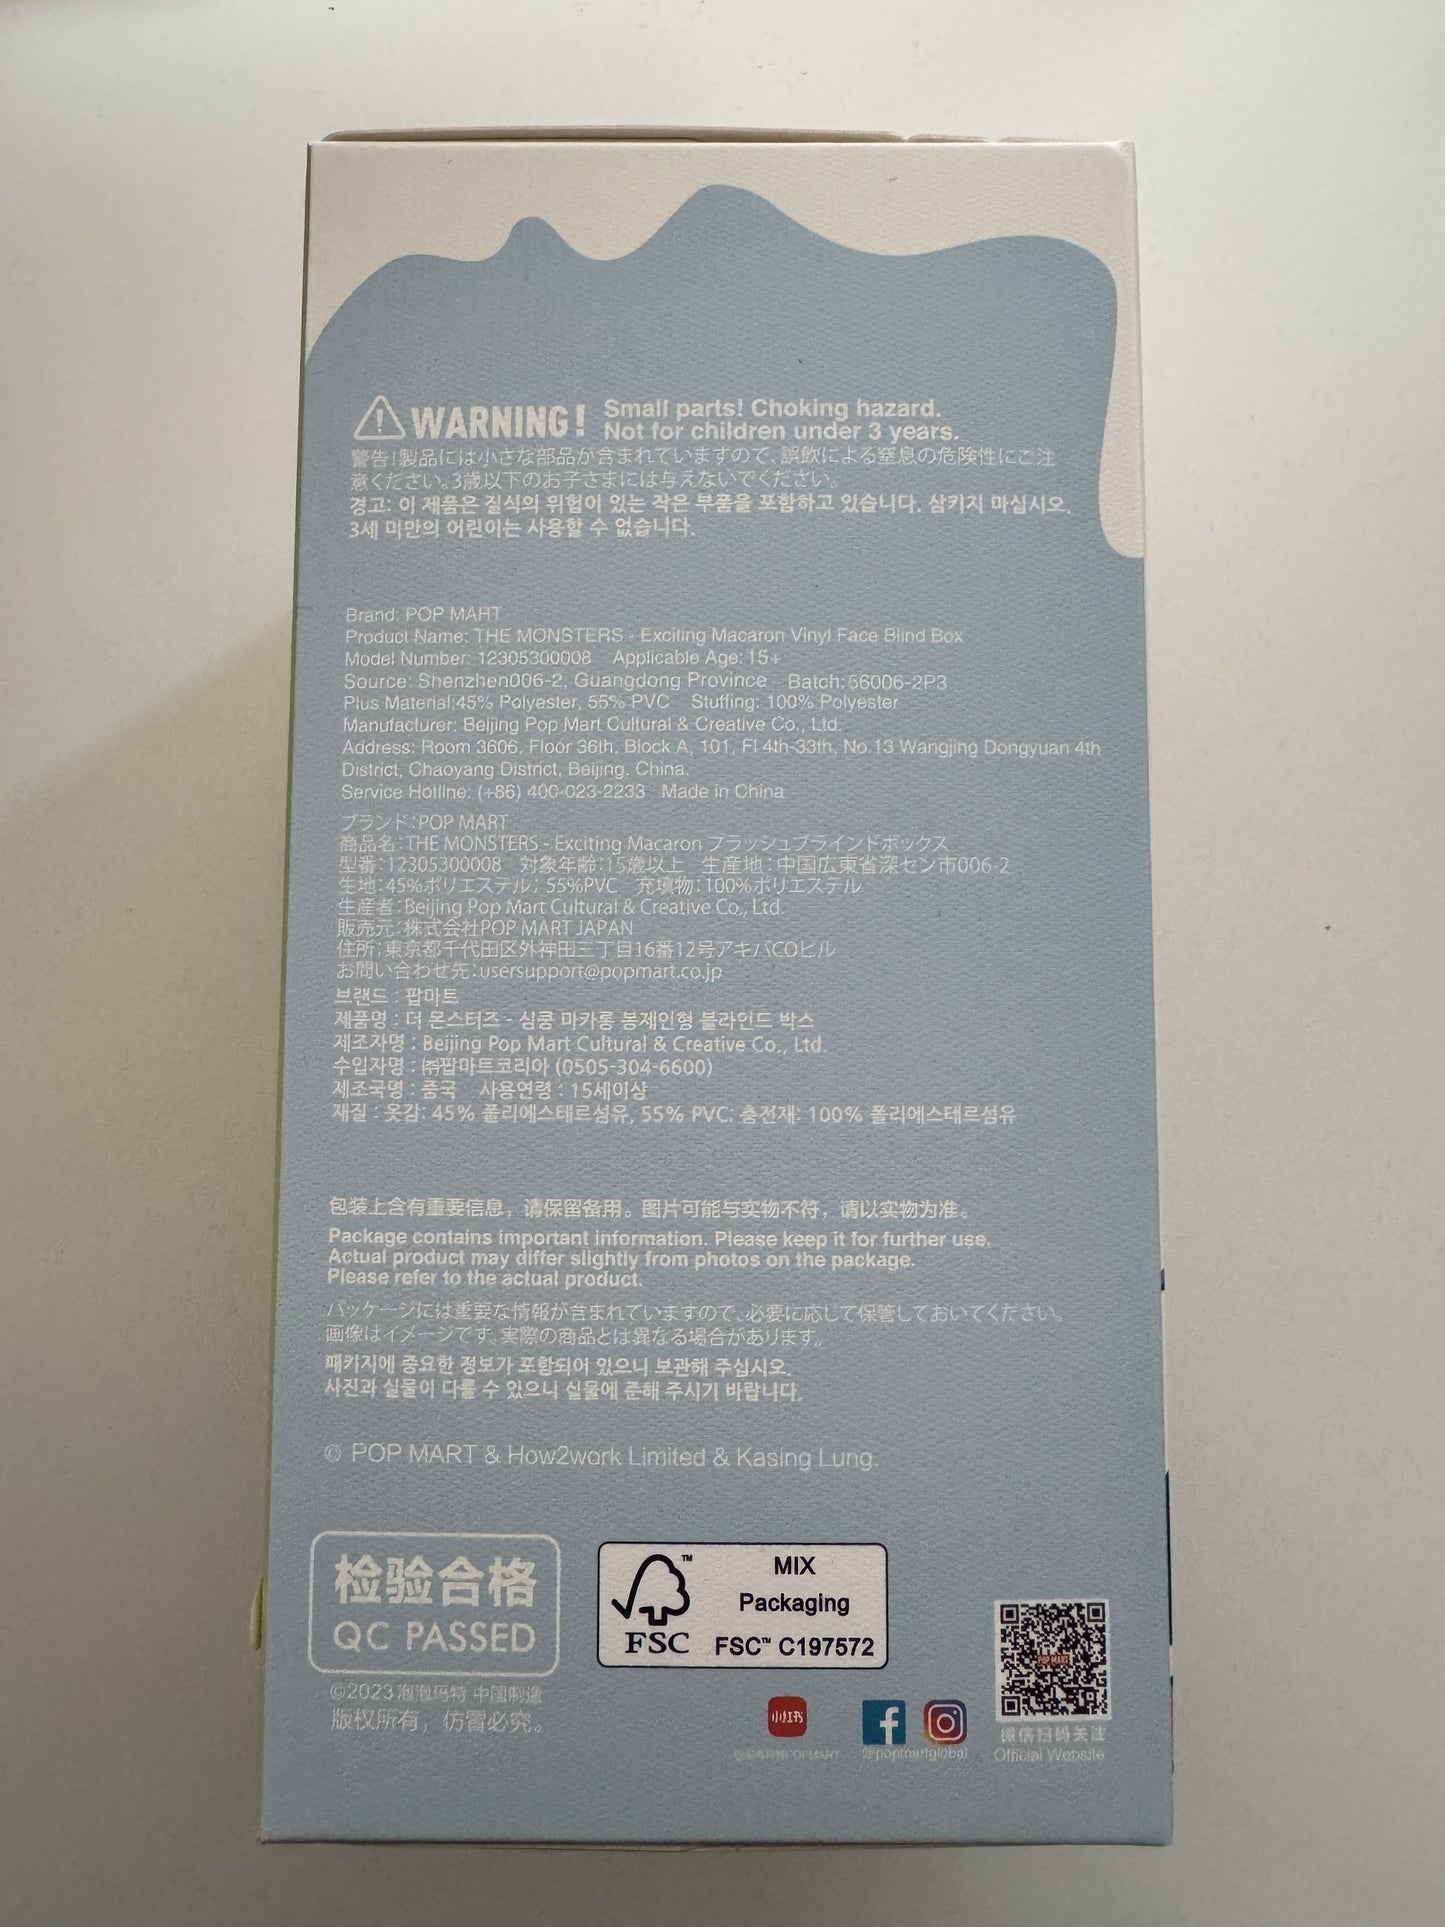 WARNING! Small parts! Choking hazard.
Not for children under 3 years.
警告!製品には小さな部品が含まれていますので、誤飲による窒息の危険性にご注
意ください。3歳以下のお子さまには与えないでください。
경고: 이 제품은 질식의 위험이 있는 작은 부품을 포함하고 있습니다. 삼키지 마십시오.
3세 미만의 어린이는 사용할 수 없습니다.
Brand: POP MART
Product Name: THE MONSTERS - Exciting Macaron Vinyl Face Blind Box
Model Number: 12305300008 Applicable Age: 15+
Source: Shenzhen006-2, Guangdong Province Batch: 56006-2P3
Plus Material:45% Polyester, 55% PVC Stuffing: 100% Polyester
Manufacturer: Beijing Pop Mart Cultural & Creative Co., Ltd.
Address: Room 3606, Floor 36th, Block A, 101, Fl 4th-33th, No.13 Wangjing Dongyuan 4th
District, Chaoyang District, Beijing, China.
Service Hotline: (+86) 400-023-2233 Made in China
ブランド:POP MART
商品名:THE MONSTERS - Exciting Macaron プラッシュブラインドボックス
型番:12305300008 対象年齢:15歳以上 生産地:中国広東省深セン市006-2
生地:45%ポリエステル; 55%PVC 充填物:100%ポリエステル
生産者:Beijing Pop Mart Cultural & Creative Co., Ltd.
販売元:株式会社POP MART JAPAN
住所:東京都千代田区外神田三丁目16番12号アキバCOビル
お問い合わせ先:usersupport@popmart.co.jp
브랜드 : 팝마트
제품명 : 더 몬스터즈 - 심쿵 마카롱 봉제인형 블라인드 박스
제조자명 : Beijing Pop Mart Cultural & Creative Co., Ltd.
수입자명 : ㈜팝마트코리아 (0505-304-6600)
제조국명 : 중국 사용연령 : 15세이상
재질 : 옷감: 45% 폴리에스테르섬유, 55% PVC; 충전재: 100% 폴리에스테르섬유
包装上含有重要信息，请保留备用。图片可能与实物不符，请以实物为准。
Package contains important information. Please keep it for further use.
Actual product may differ slightly from photos on the package.
Please refer to the actual product.
パッケージには重要な情報が含まれていますので、必要に応じて保管しておいてください。
画像はイメージです。実際の商品とは異なる場合があります。
패키지에 중요한 정보가 포함되어 있으니 보관해 주십시오.
사진과 실물이 다를 수 있으니 실물에 준해 주시기 바랍니다.
© POP MART & How2work Limited & Kasing Lung.
检验合格
QC PASSED
©2023 泡泡玛特 中国制造
版权所有，仿冒必究。
FSC™
MIX
Packaging
FSC™ C197572
小红书
POPMART
@popmartglobal
POP MART
微信扫码关注
Official Website